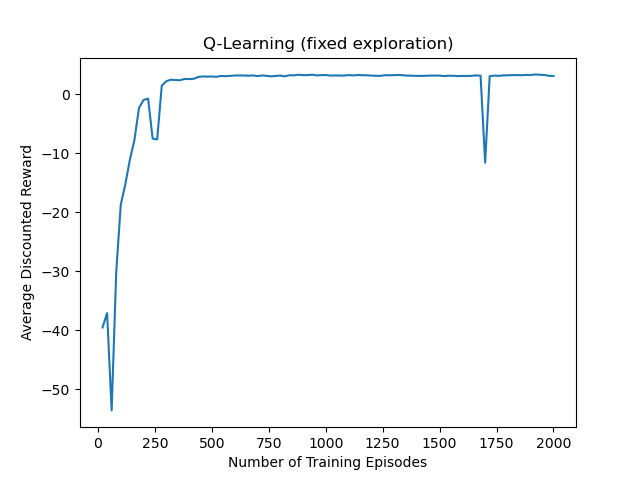 Q-Learning (fixed exploration)
Average Discounted Reward
0
−10
−20
−30
−40
−50
0 250 500 750 1000 1250 1500 1750 2000
Number of Training Episodes